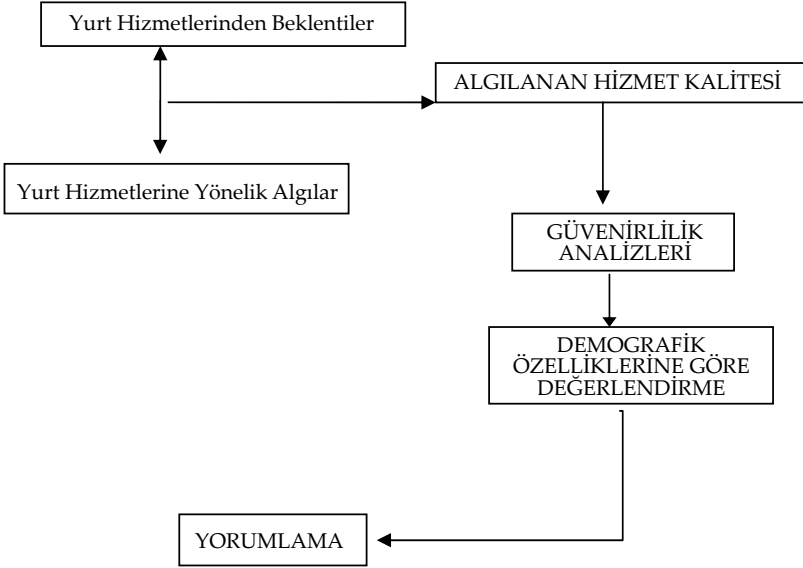 Yurt Hizmetlerinden Beklentiler
ALGILANAN HİZMET KALİTESİ
Yurt Hizmetlerine Yönelik Algılar
GÜVENİRLİLİK
ANALİZLERİ
DEMOGRAFİK
ÖZELLİKLERİNE GÖRE
DEĞERLENDİRME
YORUMLAMA